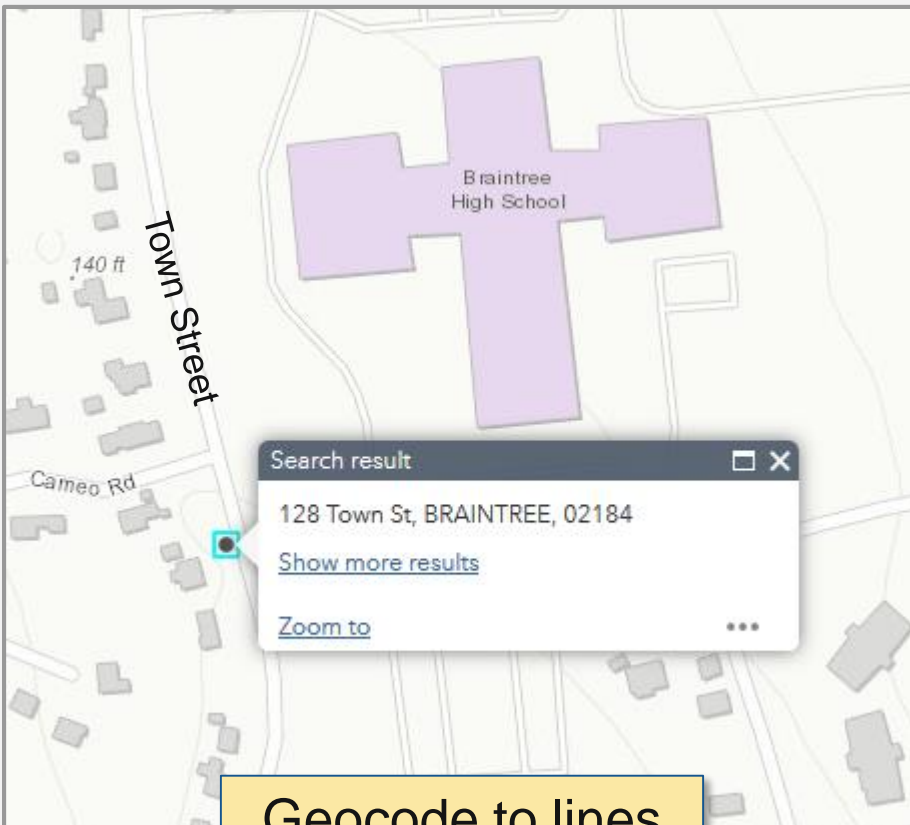 Braintree
High School
140 ft
Town Street
Cameo Rd
Search result
128 Town St, BRAINTREE, 02184
Show more results
Zoom to
Geocode to lines